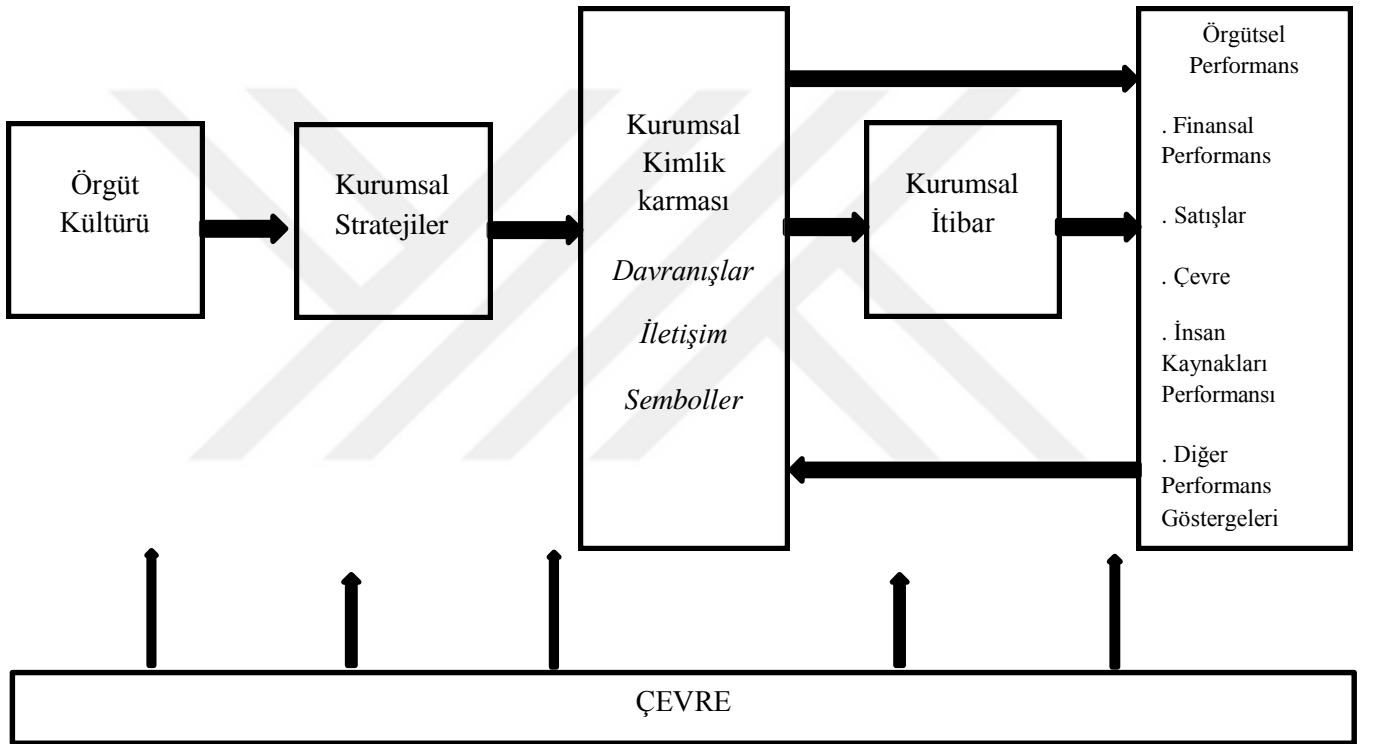 Örgüt
Kültürü
Kurumsal
Stratejiler
Kurumsal
Kimlik
karması
Davranışlar
İletişim
Semboller
Kurumsal
İtibar
Örgütsel
Performans
. Finansal
Performans
. Satışlar
. Çevre
. İnsan
Kaynakları
Performansı
. Diğer
Performans
Göstergeleri
ÇEVRE